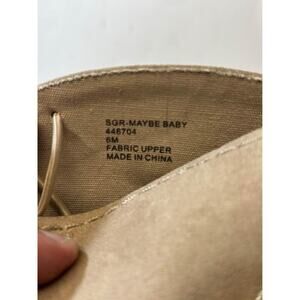 SGR-MAYBE BABY
446704
6M
FABRIC UPPER
MADE IN CHINA